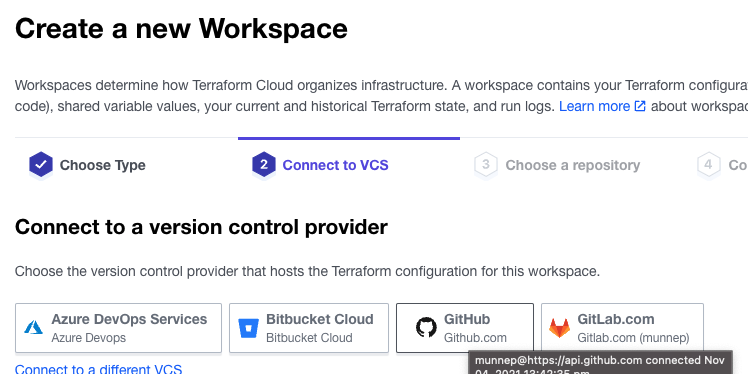 Create a new Workspace
Workspaces determine how Terraform Cloud organizes infrastructure. A workspace contains your Terraform configura
code), shared variable values, your current and historical Terraform state, and run logs. Learn more about workspac
Choose Type
2 Connect to VCS
3 Choose a repository
4 Co
Connect to a version control provider
Choose the version control provider that hosts the Terraform configuration for this workspace.
Azure DevOps Services
Azure Devops
Bitbucket Cloud
Bitbucket Cloud
GitHub
Github.com
GitLab.com
Gitlab.com (munnep)
munnep@https://api.github.com connected Nov
04, 2021 13:42:35 pm
Connect to a different VCS